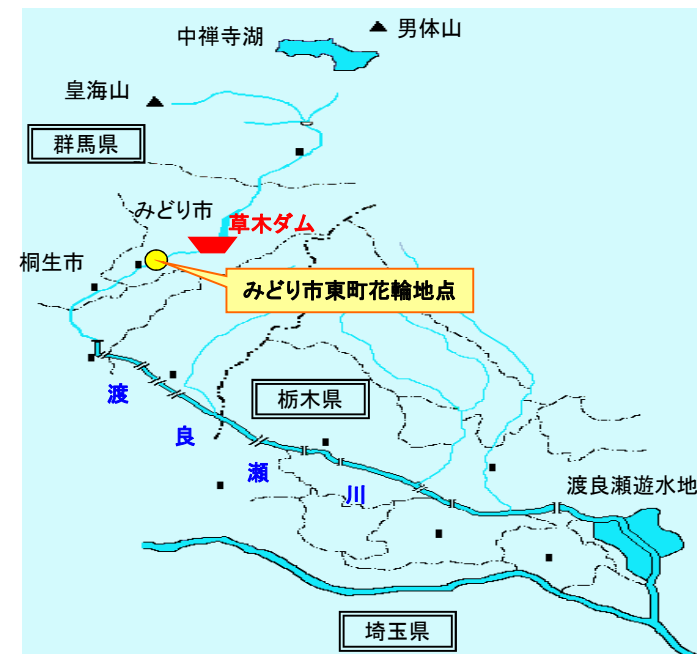 男体山
中禅寺湖
皇海山
群馬県
みどり市
草木ダム
桐生市
みどり市東町花輪地点
渡
良
瀬
川
栃木県
渡良瀬遊水地
埼玉県